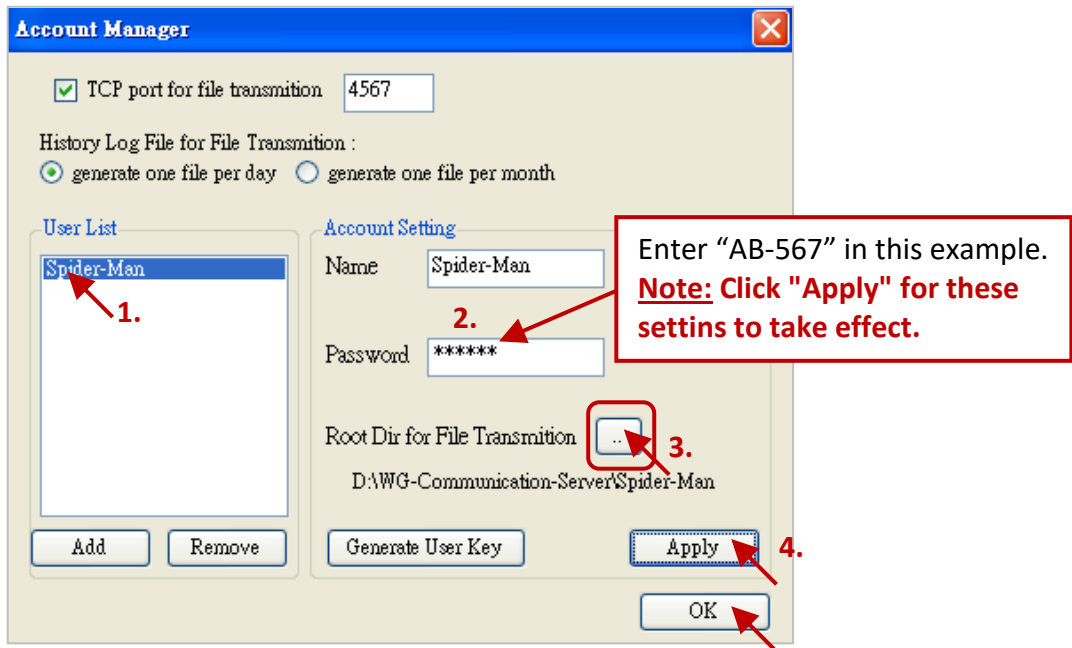 Account Manager
TCP port for file transmition 4567
History Log File for File Transmition :
generate one file per day generate one file per month
User List
Spider-Man
1.
Add Remove
Account Setting
Name Spider-Man
2.
Password ******
Enter “AB-567” in this example.
Note: Click "Apply" for these
settins to take effect.
Root Dir for File Transmition ..
3.
D:\WG-Communication-Server\Spider-Man
Generate User Key Apply
4.
OK